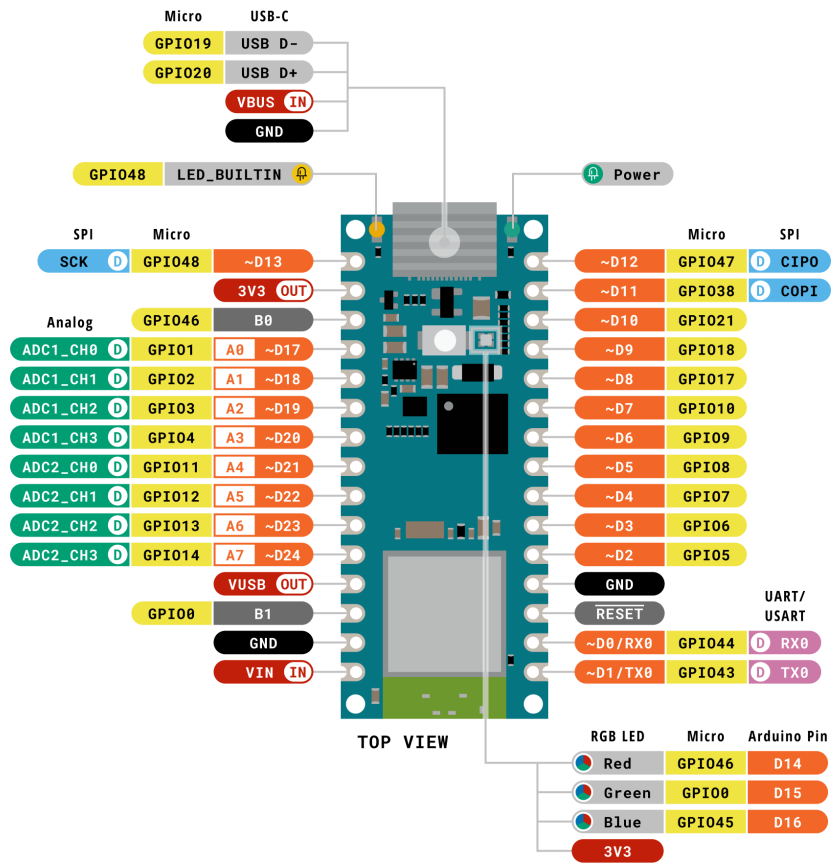 Micro USB-C
GPIO19 USB D-
GPIO20 USB D+
VBUS IN
GND
GPIO48 LED_BUILTIN
Power
SPI Micro
SCK D GPIO48 ~D13
3V3 OUT
GPIO46 B0
Analog
ADC1_CH0 D GPIO1 A0 ~D17
ADC1_CH1 D GPIO2 A1 ~D18
ADC1_CH2 D GPIO3 A2 ~D19
ADC1_CH3 D GPIO4 A3 ~D20
ADC2_CH0 D GPIO11 A4 ~D21
ADC2_CH1 D GPIO12 A5 ~D22
ADC2_CH2 D GPIO13 A6 ~D23
ADC2_CH3 D GPIO14 A7 ~D24
VUSB OUT
GPIO0 B1
GND
VIN IN
Micro SPI
~D12 GPIO47 D CIPO
~D11 GPIO38 D COPI
~D10 GPIO21
~D9 GPIO18
~D8 GPIO17
~D7 GPIO10
~D6 GPIO9
~D5 GPIO8
~D4 GPIO7
~D3 GPIO6
~D2 GPIO5
GND
RESET
UART/
USART
~D0/RX0 GPIO44 D RX0
~D1/TX0 GPIO43 D TX0
TOP VIEW
RGB LED Micro Arduino Pin
Red GPIO46 D14
Green GPIO0 D15
Blue GPIO45 D16
3V3